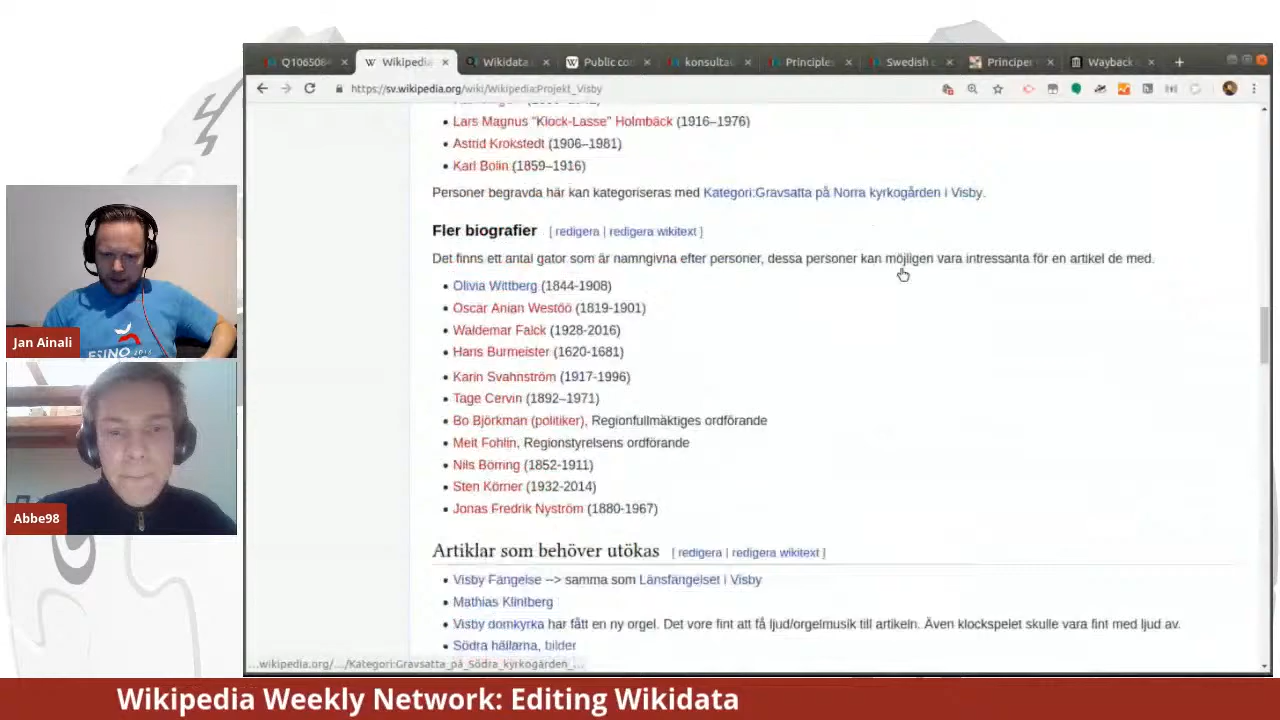 Q106508
Wikipedia
Wikidata
Public co
konsulta
Principle
Swedish
Principe
Wayback
https://sv.wikipedia.org/wiki/Wikipedia:Projekt_Visby
Lars Magnus "Klock-Lasse" Holmbäck (1916–1976)
Astrid Krokstedt (1906–1981)
Karl Bolin (1859–1916)
Personer begravda här kan kategoriseras med Kategori:Gravsatta på Norra kyrkogården i Visby.
Fler biografier [ redigera | redigera wikitext ]
Det finns ett antal gator som är namngivna efter personer, dessa personer kan möjligen vara intressanta för en artikel de med.
Olivia Wittberg (1844-1908)
Oscar Anian Westöö (1819-1901)
Waldemar Falck (1928-2016)
Hans Burmeister (1620-1681)
Karin Svahnström (1917-1996)
Tage Cervin (1892–1971)
Bo Björkman (politiker), Regionfullmäktiges ordförande
Meit Fohlin, Regionstyrelsens ordförande
Nils Börring (1852-1911)
Sten Körner (1932-2014)
Jonas Fredrik Nyström (1880-1967)
Artiklar som behöver utökas [ redigera | redigera wikitext ]
Visby Fängelse --> samma som Länsfängelset i Visby
Mathias Klintberg
Visby domkyrka har fått en ny orgel. Det vore fint att få ljud/orgelmusik till artikeln. Även klockspelet skulle vara fint med ljud av.
Södra hällarna, bilder
...wikipedia.org/.../Kategori:Gravsatta_på_Södra_kyrkogården_...
ESINO
Jan Ainali
Abbe98
Wikipedia Weekly Network: Editing Wikidata